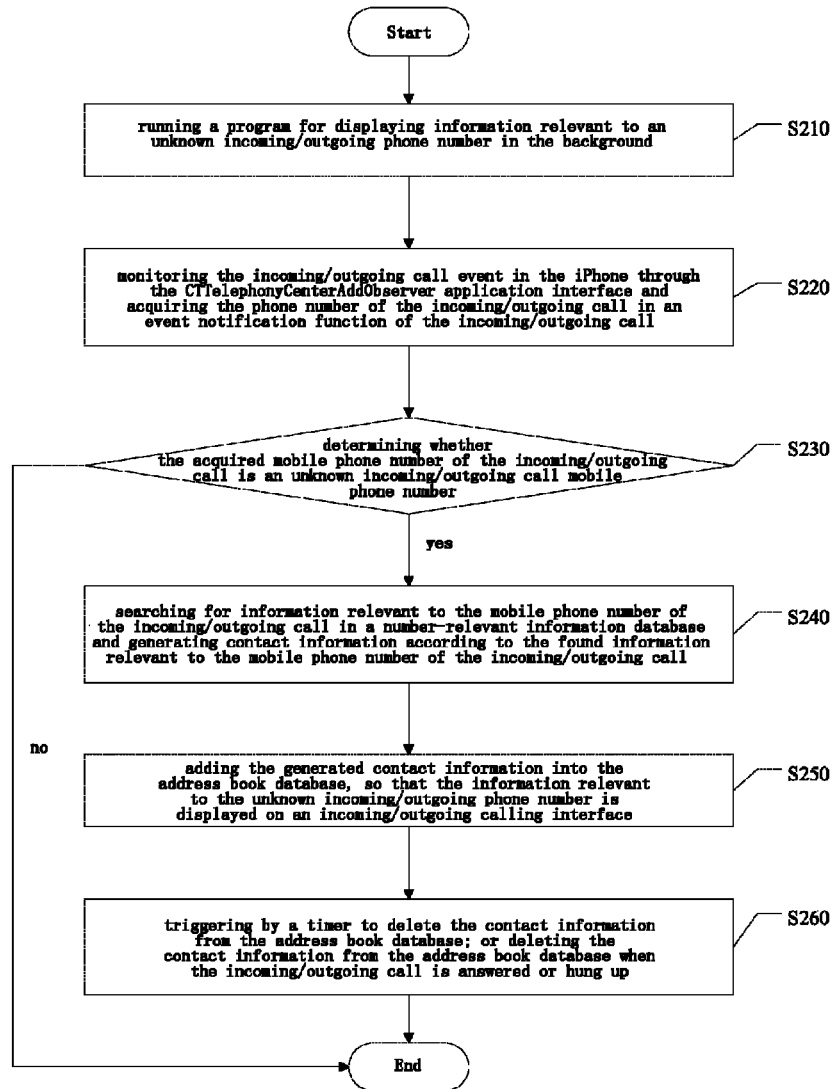 Start
running a program for displaying information relevant to an
unknown incoming/outgoing phone number in the background
S210
monitoring the incoming/outgoing call event in the iPhone through
the CTTelephonyCenterAddObserver application interface and
acquiring the phone number of the incoming/outgoing call in an
event notification function of the incoming/outgoing call
S220
determining whether
the acquired mobile phone number of the incoming/outgoing
call is an unknown incoming/outgoing call mobile
phone number
S230
yes
searching for information relevant to the mobile phone number of
the incoming/outgoing call in a number-relevant information database
and generating contact information according to the found information
relevant to the mobile phone number of the incoming/outgoing call
S240
no
adding the generated contact information into the
address book database, so that the information relevant
to the unknown incoming/outgoing phone number is
displayed on an incoming/outgoing calling interface
S250
triggering by a timer to delete the contact information
from the address book database; or deleting the
contact information from the address book database when
the incoming/outgoing call is answered or hung up
S260
End